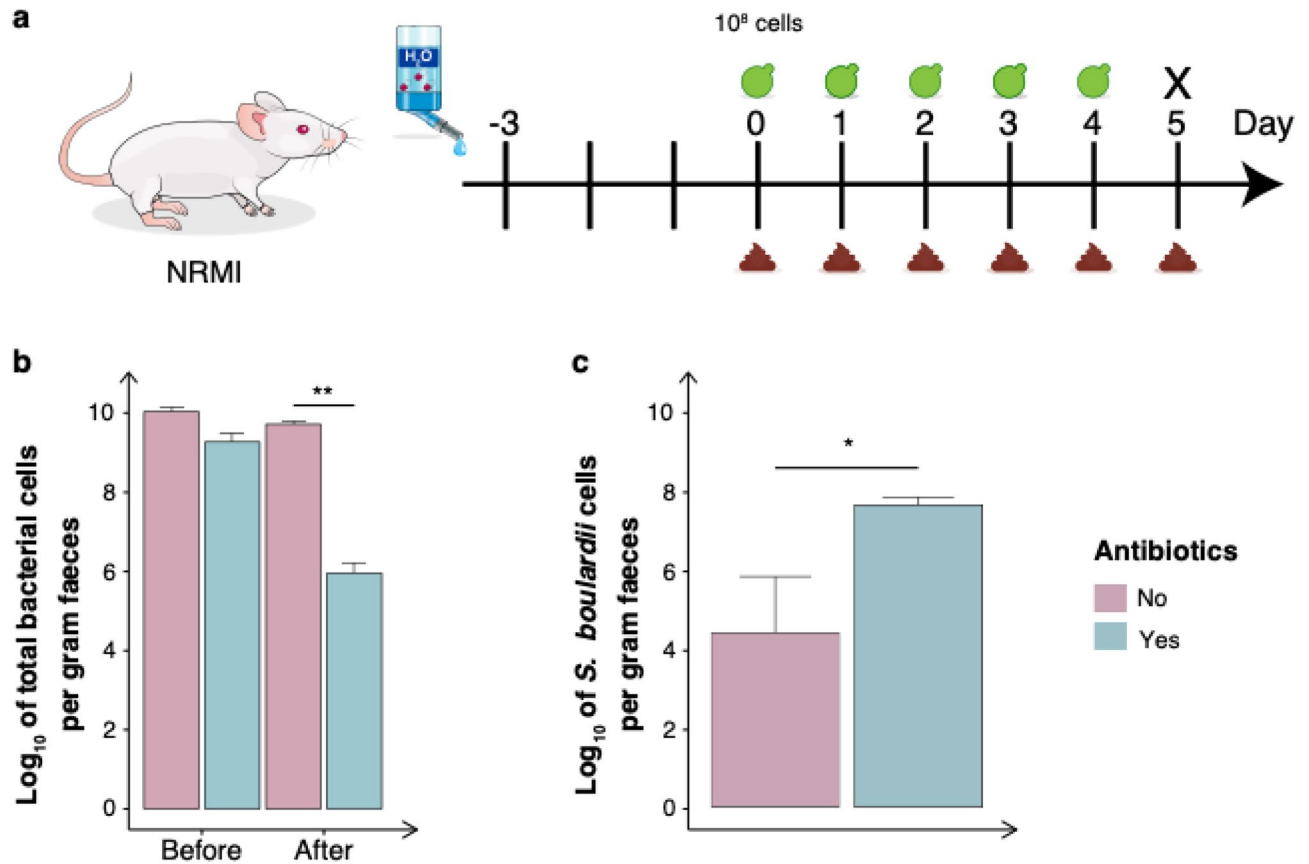 a
10⁸ cells
H₂O
X
-3 0 1 2 3 4 5 Day
NRMI
b
Log₁₀ of total bacterial cells
per gram faeces
10
8
6
4
2
0
**
Before After
c
Log₁₀ of S. boulardii cells
per gram faeces
10
8
6
4
2
0
*
Antibiotics
No
Yes